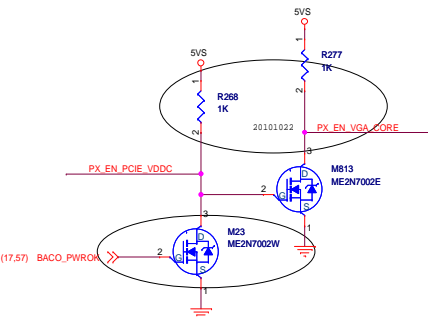 5VS
1
R277
1K
2
5VS
1
R268
1K
2
20101022
PX_EN_VGA_CORE
3
PX_EN_PCIE_VDDC
M813
ME2N7002E
D
2
G
S
1
3
M23
ME2N7002W
D
(17,57) BACO_PWROK
2
G
S
1